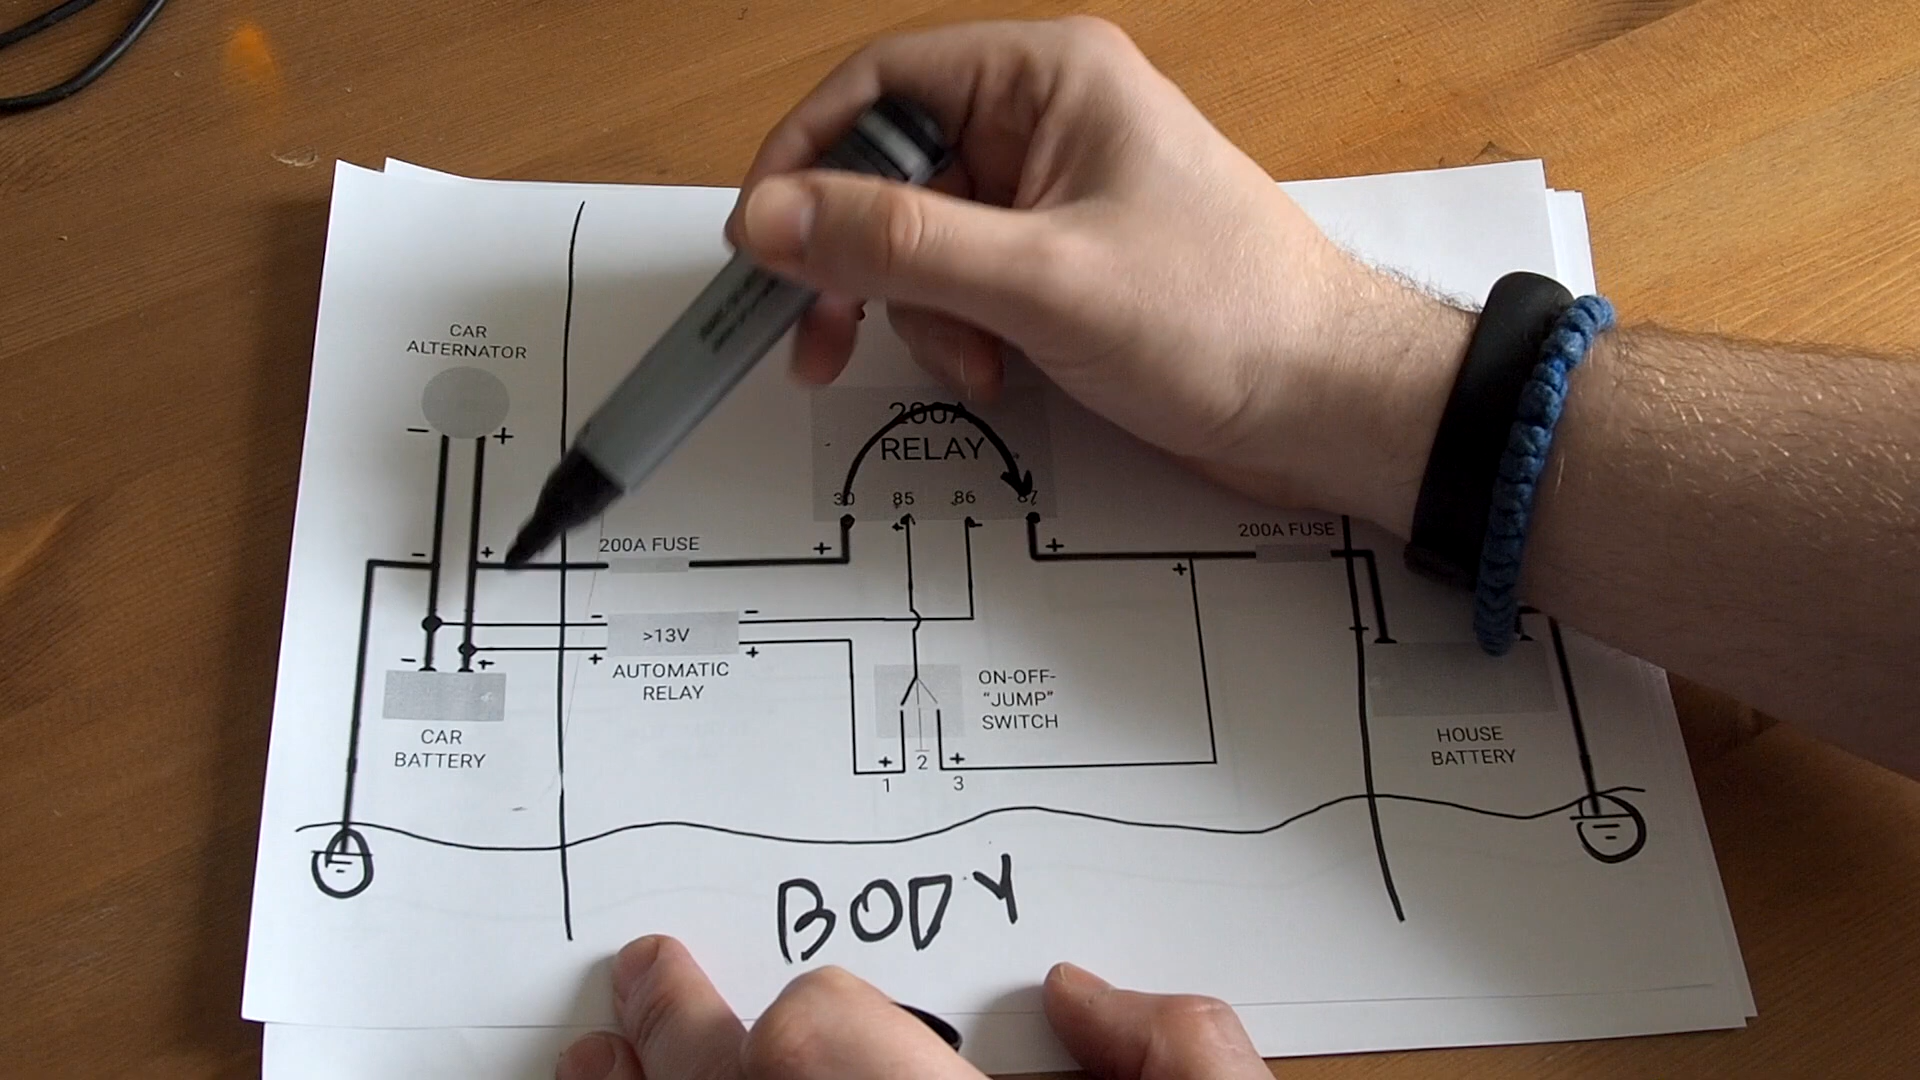 CAR
ALTERNATOR
−
+
200A
RELAY
30 85 86 87
+ −
− +
200A FUSE
+
+
200A FUSE
+
− −
>13V
+ +
AUTOMATIC
RELAY
− +
CAR
BATTERY
ON-OFF-
“JUMP”
SWITCH
+ 2 +
1 3
+
HOUSE
BATTERY
BODY